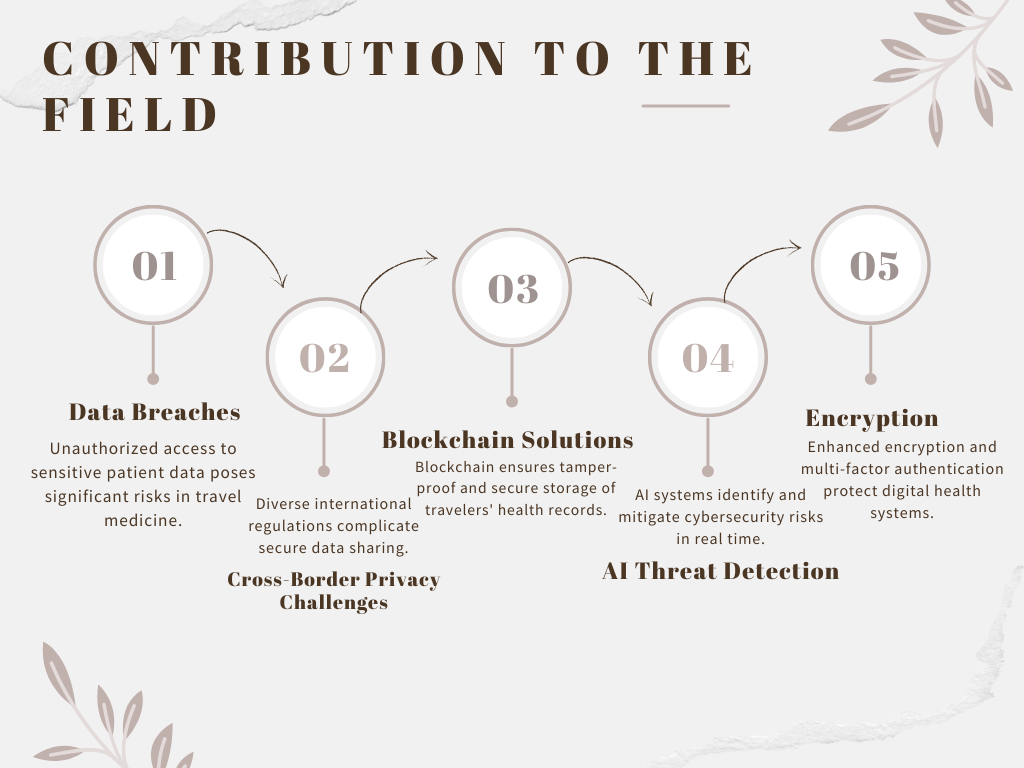 CONTRIBUTION TO THE
FIELD
01
Data Breaches
Unauthorized access to
sensitive patient data poses
significant risks in travel
medicine.
02
Diverse international
regulations complicate
secure data sharing.
Cross-Border Privacy
Challenges
03
Blockchain Solutions
Blockchain ensures tamper-
proof and secure storage of
travelers' health records.
04
AI systems identify and
mitigate cybersecurity risks
in real time.
AI Threat Detection
05
Encryption
Enhanced encryption and
multi-factor authentication
protect digital health
systems.